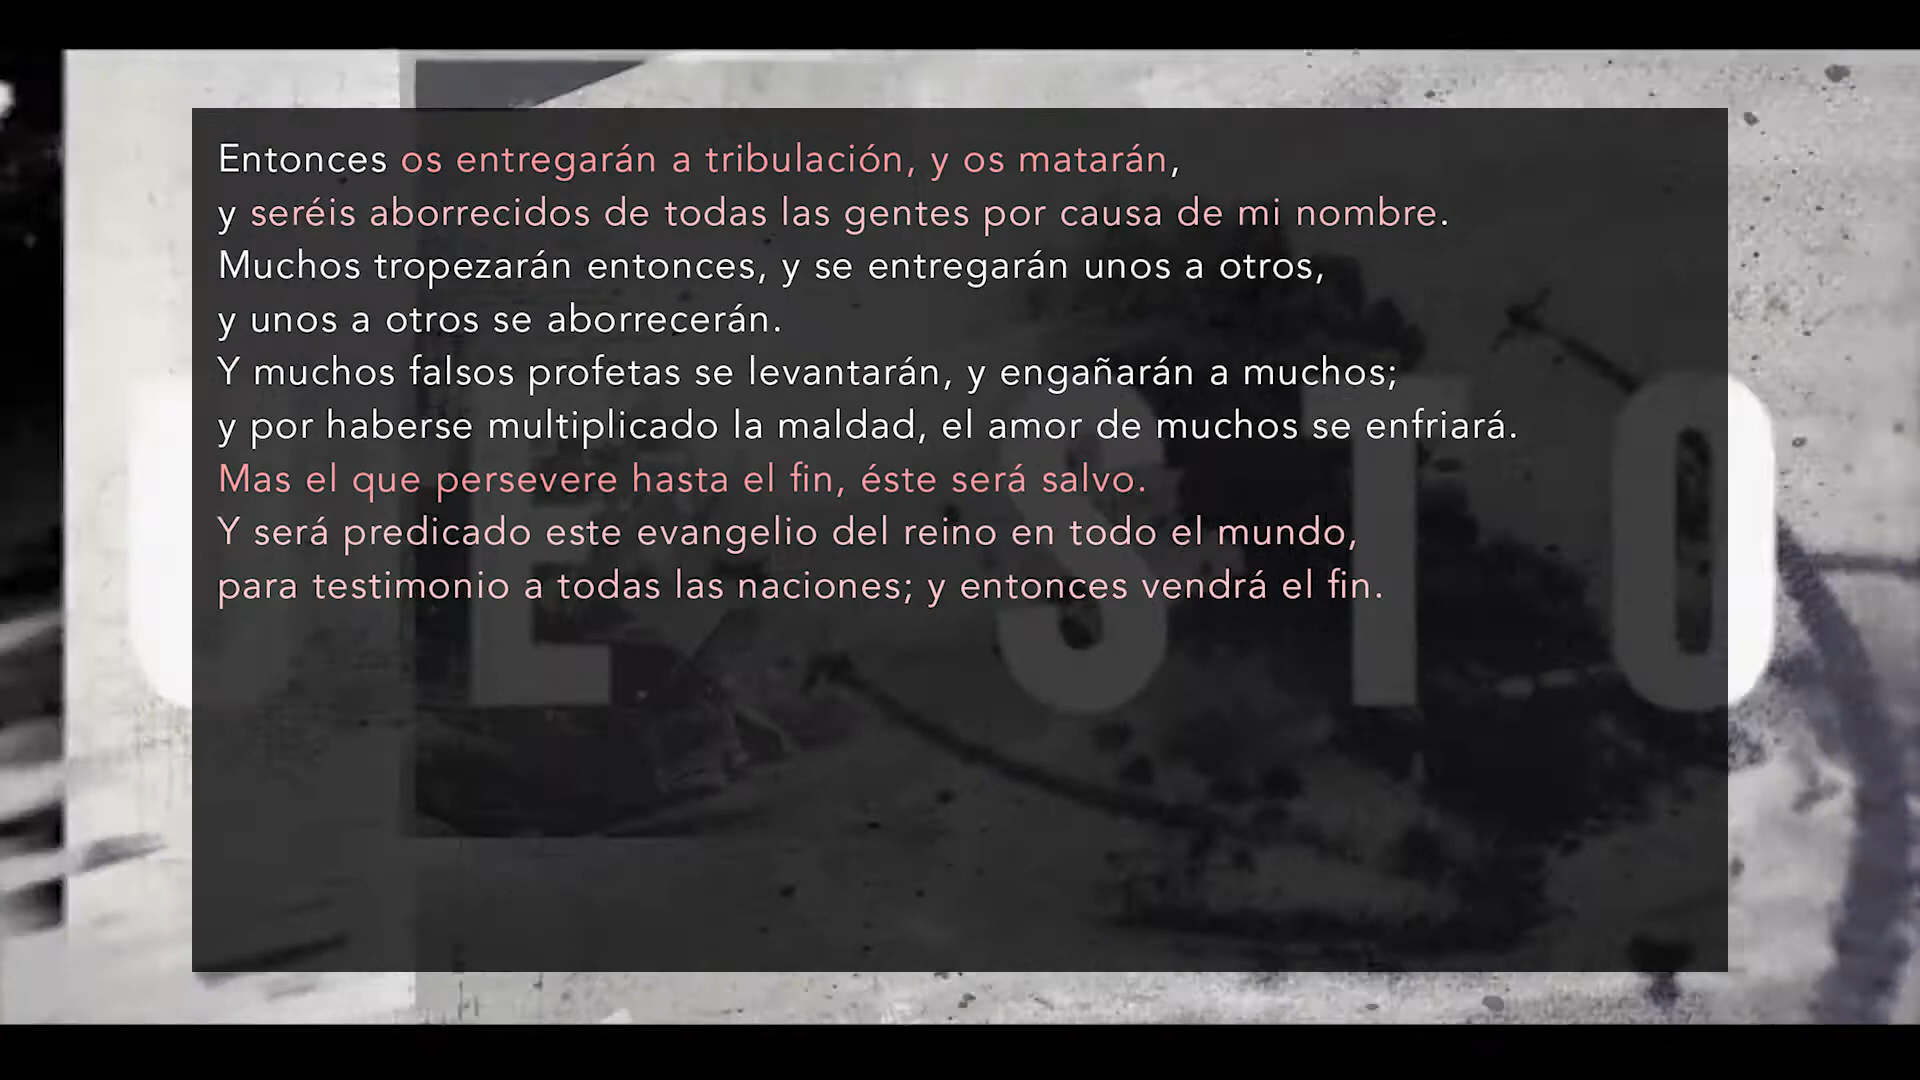 Entonces os entregarán a tribulación, y os matarán,
y seréis aborrecidos de todas las gentes por causa de mi nombre.
Muchos tropezarán entonces, y se entregarán unos a otros,
y unos a otros se aborrecerán.
Y muchos falsos profetas se levantarán, y engañarán a muchos;
y por haberse multiplicado la maldad, el amor de muchos se enfriará.
Mas el que persevere hasta el fin, éste será salvo.
Y será predicado este evangelio del reino en todo el mundo,
para testimonio a todas las naciones; y entonces vendrá el fin.